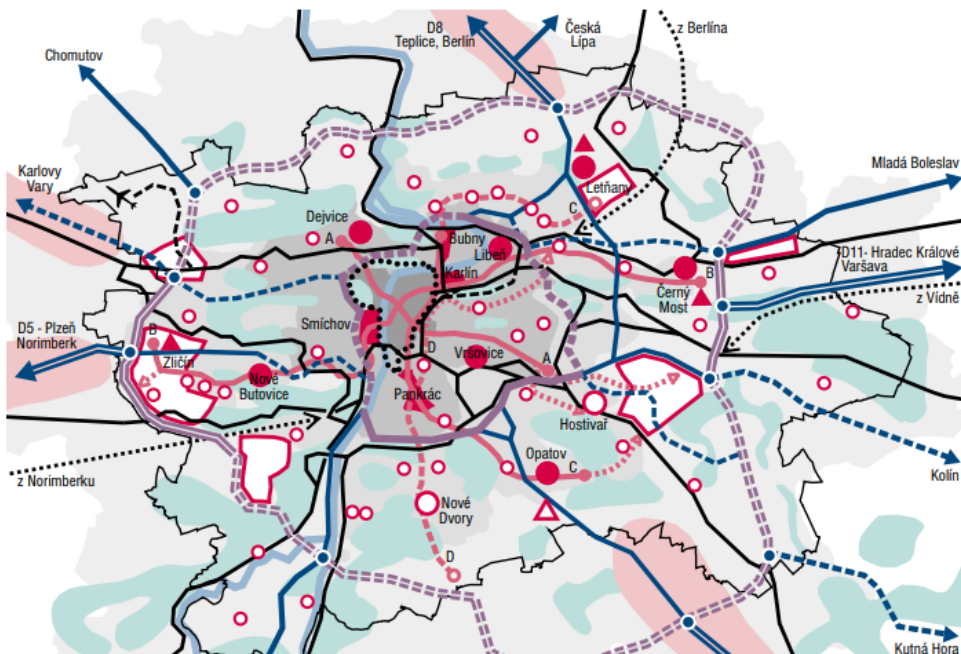 D8
Teplice, Berlín
Česká
Lípa
z Berlína
Chomutov
Karlovy
Vary
Mladá Boleslav
Letňany
C
Dejvice
A
Bubny
Libeň
Karlín
B
D11- Hradec Králové
Varšava
Černý
Most
z Vídně
D5 - Plzeň
Norimberk
B
Zličín
Smíchov
D
Vršovice
A
Nové
Butovice
Pankrác
Hostivař
z Norimberku
Opatov
C
Kolín
Nové
Dvory
D
Kutná Hora